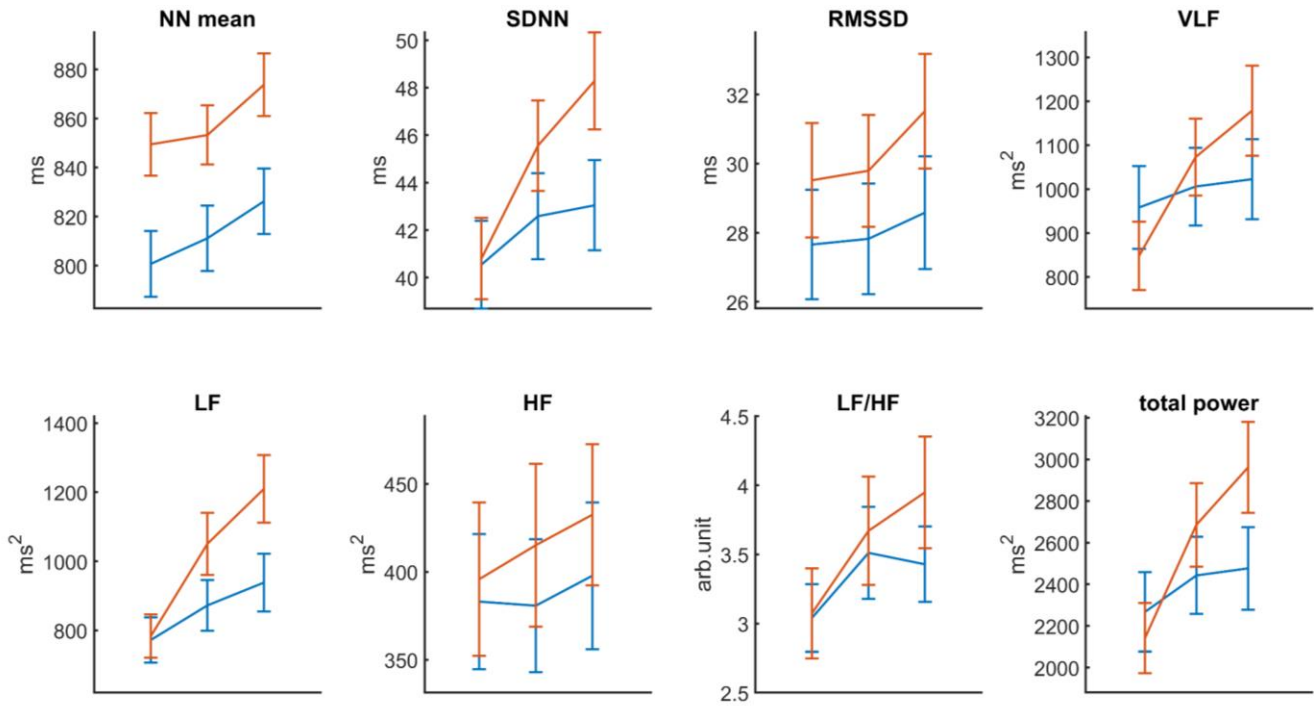 NN mean
880
860
840
820
800
ms
SDNN
50
48
46
44
42
40
ms
RMSSD
32
30
28
26
ms
VLF
1300
1200
1100
1000
900
800
ms²
LF
1400
1200
1000
800
ms²
HF
450
400
350
ms²
LF/HF
4.5
4
3.5
3
2.5
arb.unit
total power
3200
3000
2800
2600
2400
2200
2000
ms²